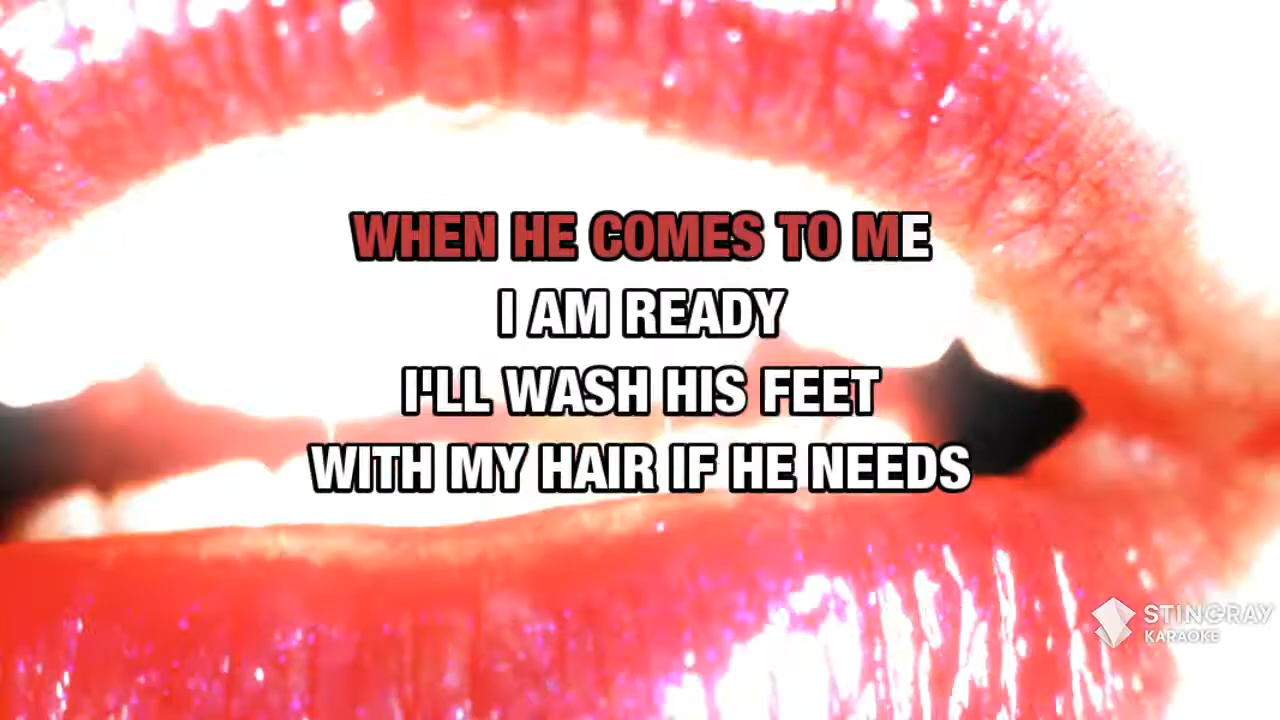 WHEN HE COMES TO ME
I AM READY
I'LL WASH HIS FEET
WITH MY HAIR IF HE NEEDS
STINGRAY
KARAOKE